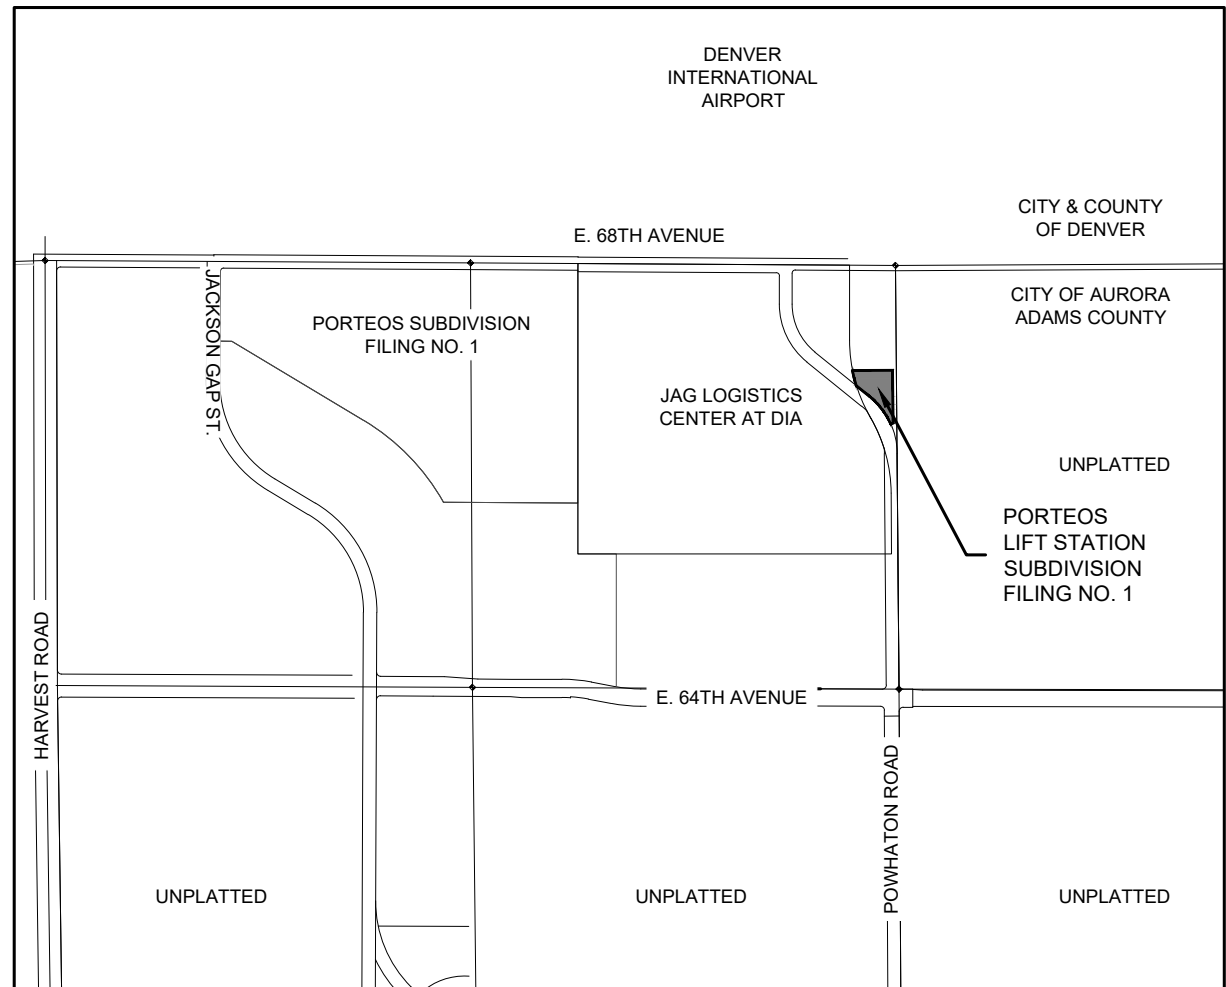 DENVER
INTERNATIONAL
AIRPORT
CITY & COUNTY
OF DENVER
E. 68TH AVENUE
CITY OF AURORA
ADAMS COUNTY
JACKSON GAP ST.
PORTEOS SUBDIVISION
FILING NO. 1
JAG LOGISTICS
CENTER AT DIA
UNPLATTED
PORTEOS
LIFT STATION
SUBDIVISION
FILING NO. 1
HARVEST ROAD
E. 64TH AVENUE
POWHATON ROAD
UNPLATTED
UNPLATTED
UNPLATTED